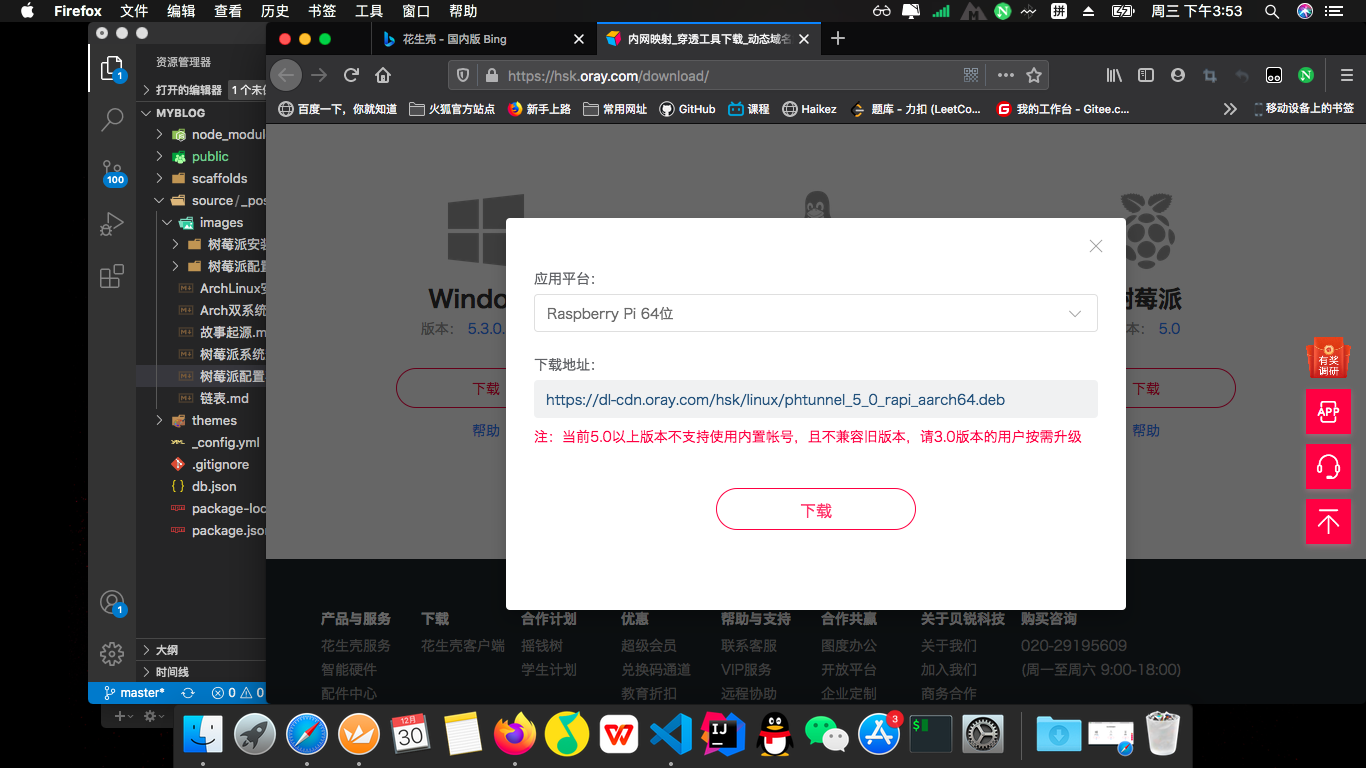 Firefox 文件 编辑 查看 历史 书签 工具 窗口 帮助
拼 周三 下午3:53
花生壳 - 国内版 Bing
内网映射_穿透工具下载_动态域名
https://hsk.oray.com/download/
百度一下，你就知道 火狐官方站点 新手上路 常用网址 GitHub 课程 Haikez 题库 - 力扣 (LeetCo... 我的工作台 - Gitee.c... 移动设备上的书签
资源管理器
打开的编辑器 1 个未
MYBLOG
node_modul
public
scaffolds
source / _pos
images
树莓派安装
树莓派配置
ArchLinux安
Arch双系统
故事起源.m
树莓派系统
树莓派配置
链表.md
themes
_config.yml
.gitignore
db.json
package-loc
package.json
大纲
时间线
master* 0 0
1
100
1
Windo
版本： 5.3.0.
下载
帮助
树莓派
本： 5.0
下载
帮助
应用平台：
Raspberry Pi 64位
下载地址：
https://dl-cdn.oray.com/hsk/linux/phtunnel_5_0_rapi_aarch64.deb
注：当前5.0以上版本不支持使用内置帐号，且不兼容旧版本，请3.0版本的用户按需升级
下载
有奖
调研
APP
产品与服务 下载 合作计划 优惠 帮助与支持 合作共赢 关于贝锐科技 购买咨询
花生壳服务 花生壳客户端 摇钱树 超级会员 联系客服 图度办公 关于我们 020-29195609
智能硬件 学生计划 兑换码通道 VIP服务 开放平台 加入我们 (周一至周六 9:00-18:00)
配件中心 教育折扣 远程协助 企业定制 商务合作
12月
30
IJ
3